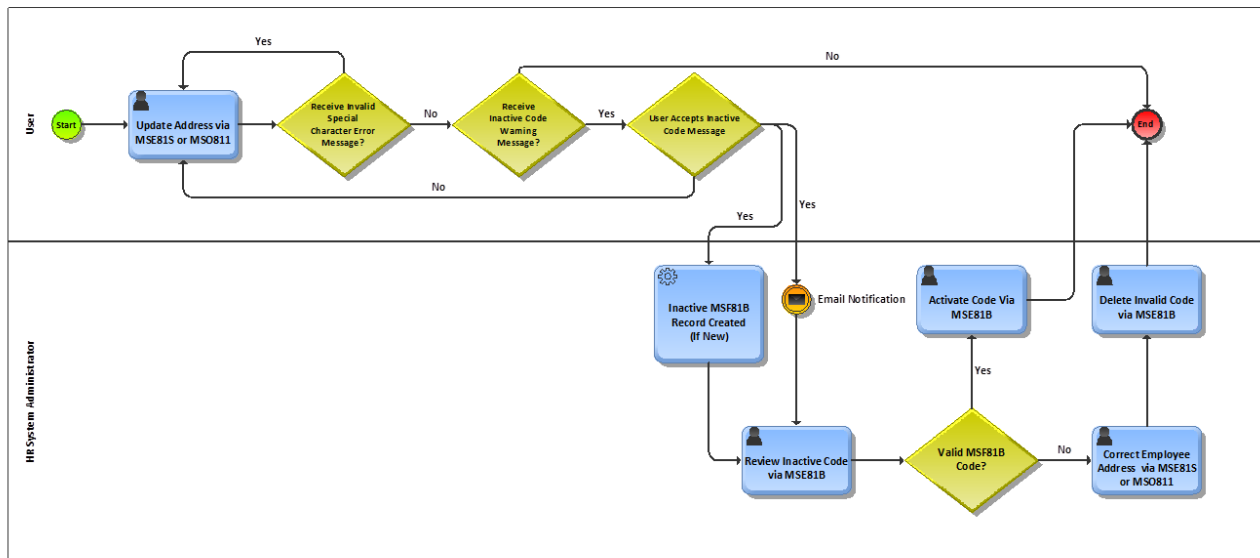 User
Start
Update Address via
MSE81S or MSO811
Yes
Receive Invalid
Special
Character Error
Message?
No
Receive
Inactive Code
Warning
Message?
Yes
User Accepts Inactive
Code Message
No
No
End
Yes
Yes
HR System Administrator
Inactive MSF81B
Record Created
(If New)
Email Notification
Review Inactive Code
via MSE81B
Valid MSF81B
Code?
Yes
Activate Code Via
MSE81B
No
Correct Employee
Address via MSE81S
or MSO811
Delete Invalid Code
via MSE81B